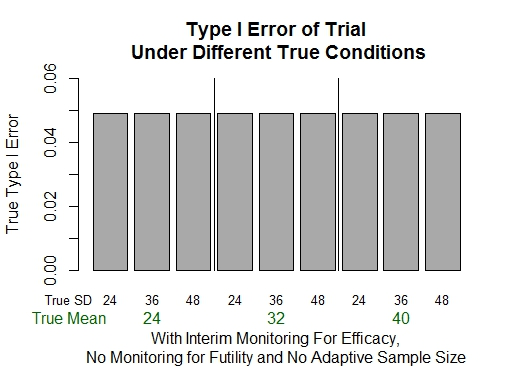 Type I Error of Trial
Under Different True Conditions
True Type I Error
0.06
0.04
0.02
0.00
True SD 24 36 48 24 36 48 24 36 48
True Mean 24 32 40
With Interim Monitoring For Efficacy,
No Monitoring for Futility and No Adaptive Sample Size